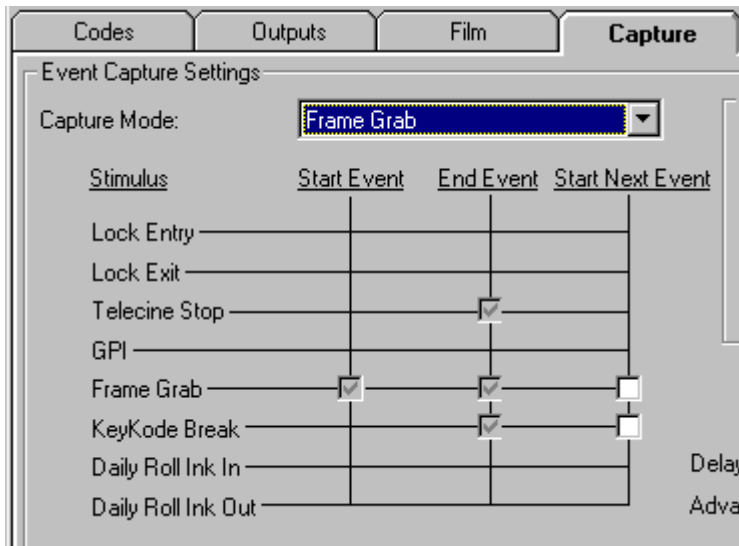 Codes Outputs Film Capture
Event Capture Settings
Capture Mode: Frame Grab
Stimulus Start Event End Event Start Next Event
Lock Entry
Lock Exit
Telecine Stop
GPI
Frame Grab
KeyKode Break
Daily Roll Ink In
Delay
Daily Roll Ink Out
Adva